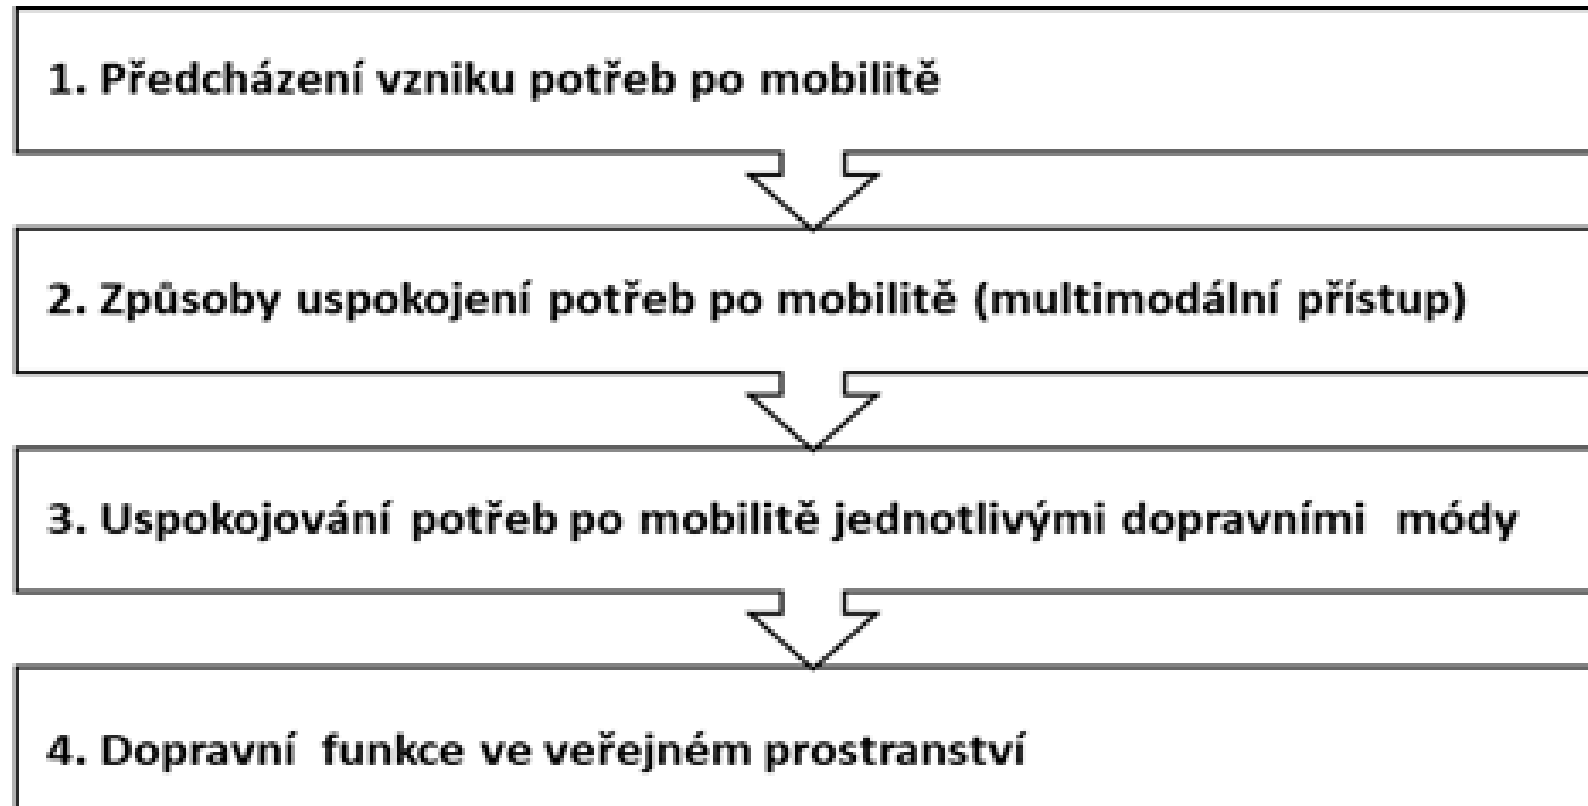 1. Předcházení vzniku potřeb po mobilitě
2. Způsoby uspokojení potřeb po mobilitě (multimodální přístup)
3. Uspokojování potřeb po mobilitě jednotlivými dopravními módy
4. Dopravní funkce ve veřejném prostranství